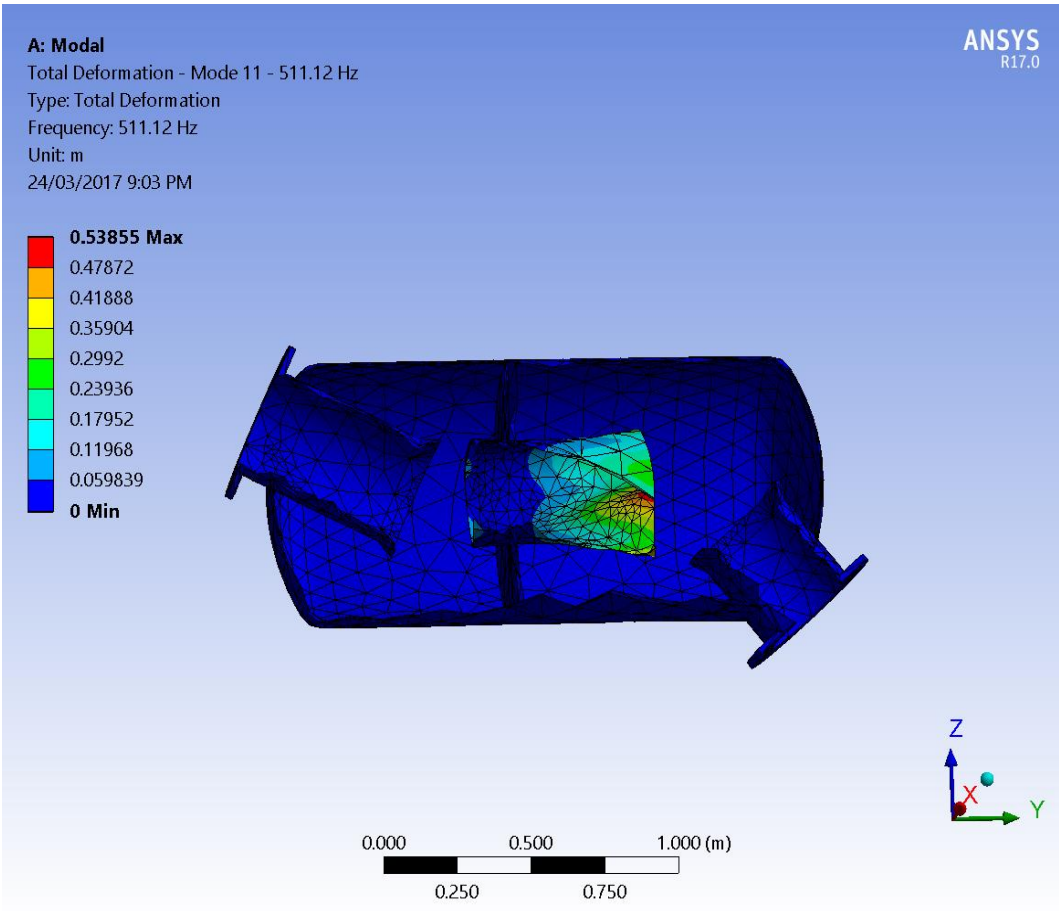 A: Modal
Total Deformation - Mode 11 - 511.12 Hz
Type: Total Deformation
Frequency: 511.12 Hz
Unit: m
24/03/2017 9:03 PM
ANSYS
R17.0
0.53855 Max
0.47872
0.41888
0.35904
0.2992
0.23936
0.17952
0.11968
0.059839
0 Min
Z
X
Y
0.000 0.500 1.000 (m)
0.250 0.750